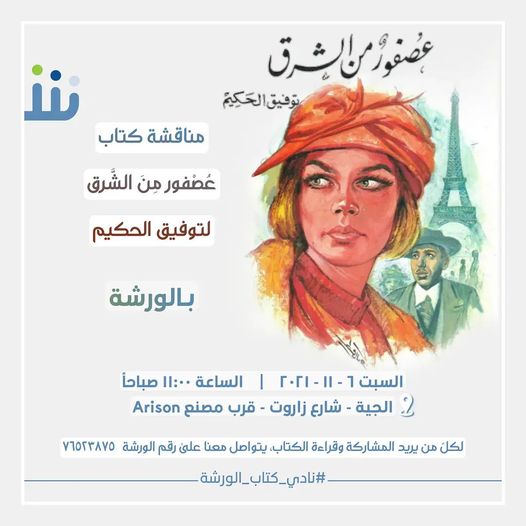 عصفور من الشرق
توفيق الحكيم
مناقشة كتاب
عُصْفور مِنَ الشَّرق
لتوفيق الحكيم
بالورشة
السبت ٦ - ١١ - ٢٠٢١ | الساعة ١١:٠٠ صباحاً
الجية - شارع زاروت - قرب مصنع Arison
لكل من يريد المشاركة وقراءة الكتاب، يتواصل معنا على رقم الورشة ٧٦٥٢٣٨٧٥
#نادي_كتاب_الورشة